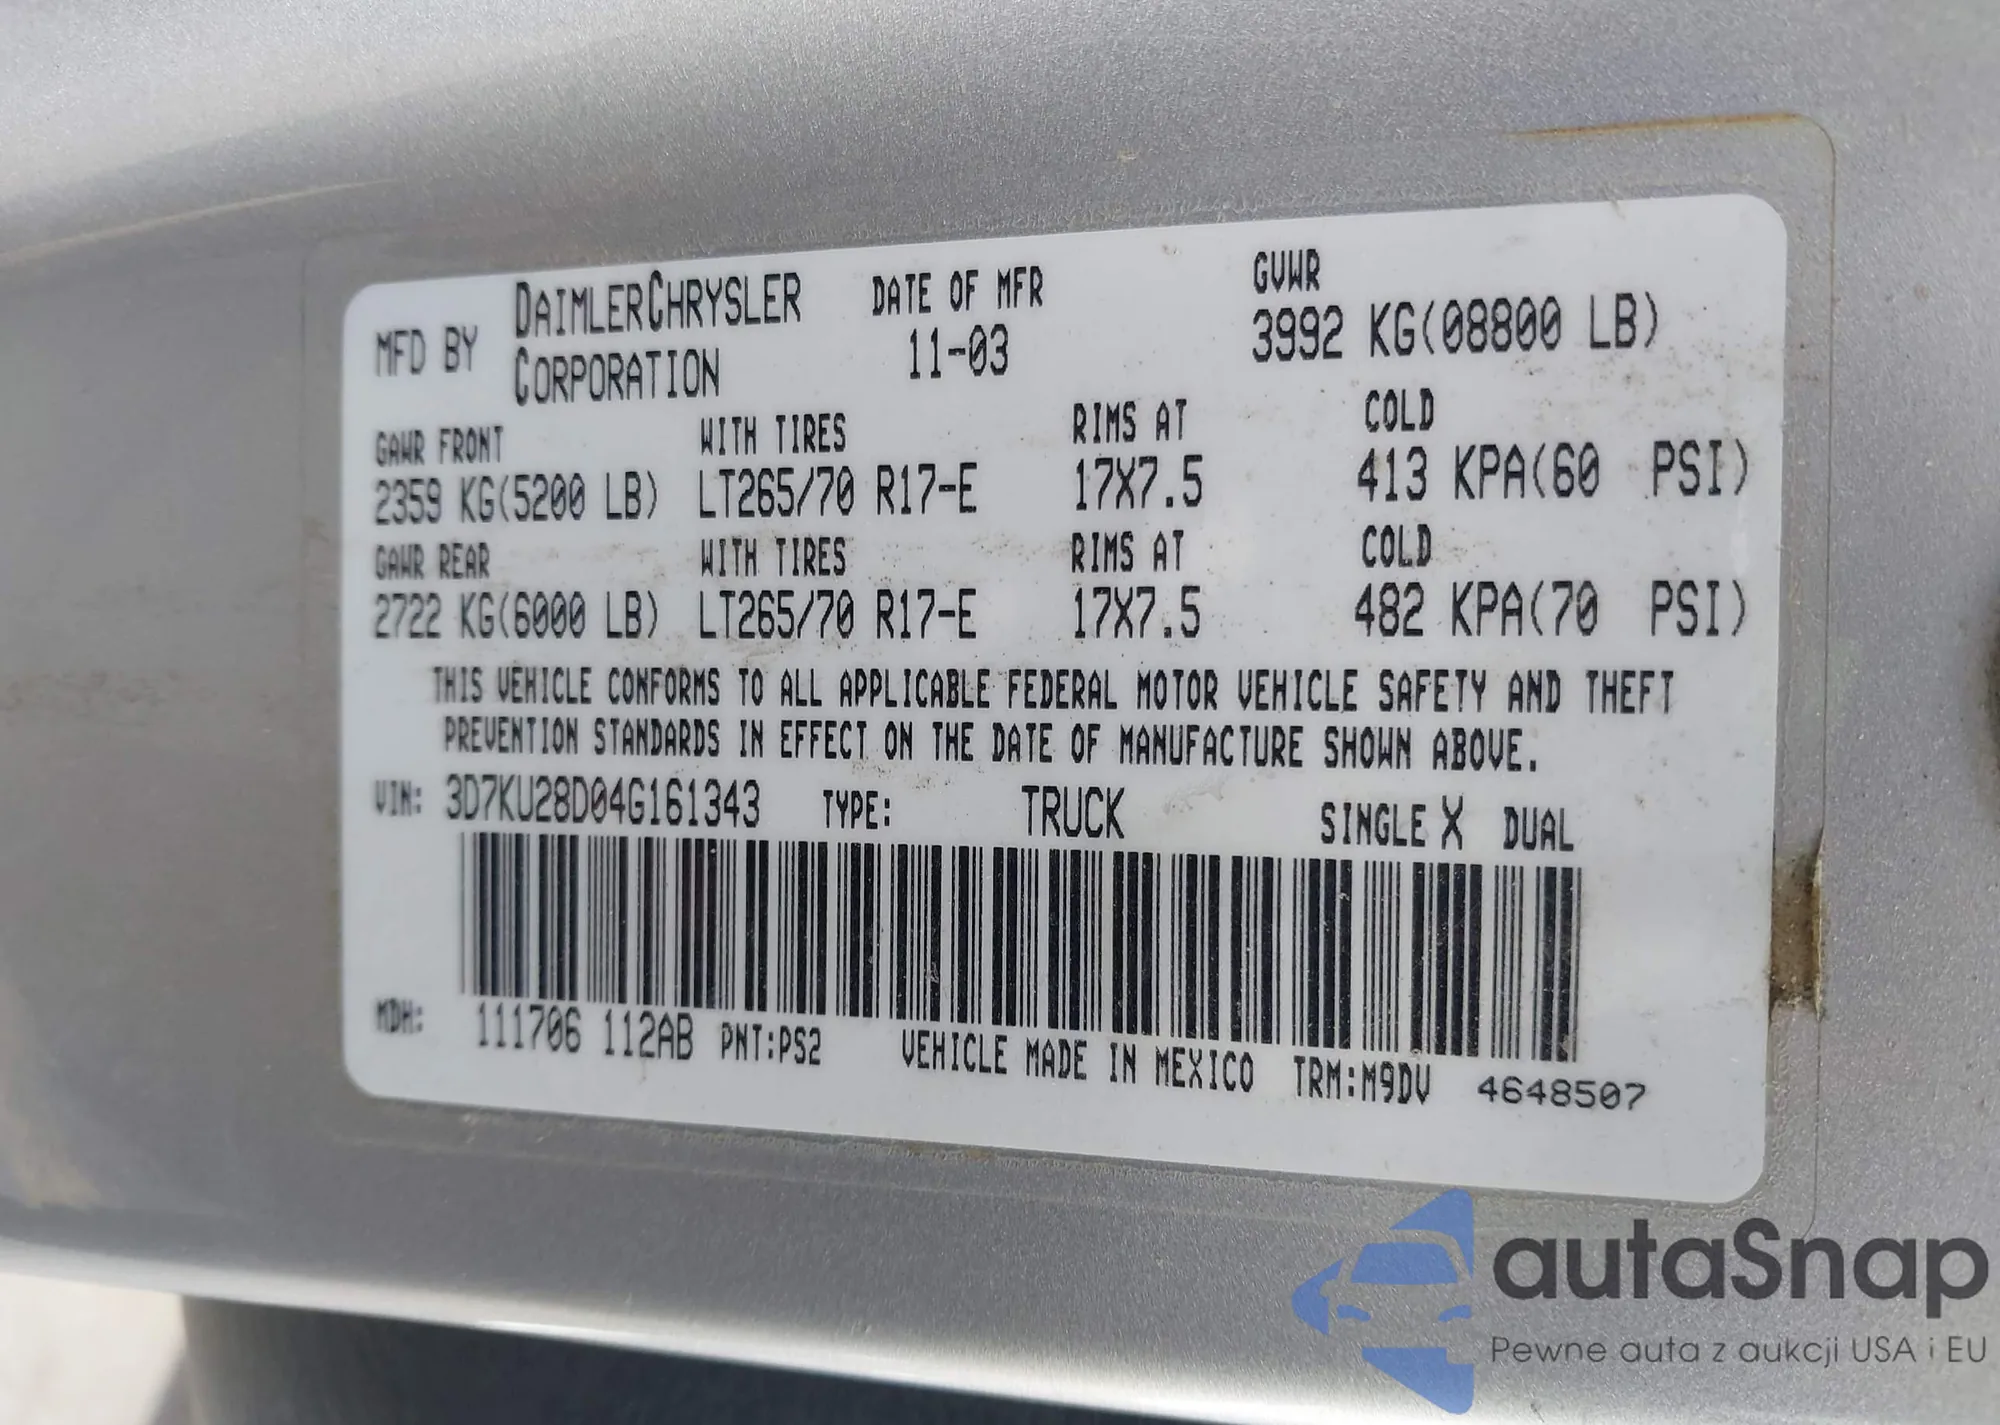 MFD BY DAIMLERCHRYSLER CORPORATION DATE OF MFR 11-03 GVWR 3992 KG(08800 LB)
GAWR FRONT WITH TIRES RIMS AT COLD
2359 KG(5200 LB) LT265/70 R17-E 17X7.5 413 KPA(60 PSI)
GAWR REAR WITH TIRES RIMS AT COLD
2722 KG(6000 LB) LT265/70 R17-E 17X7.5 482 KPA(70 PSI)
THIS VEHICLE CONFORMS TO ALL APPLICABLE FEDERAL MOTOR VEHICLE SAFETY AND THEFT
PREVENTION STANDARDS IN EFFECT ON THE DATE OF MANUFACTURE SHOWN ABOVE.
VIN: 3D7KU28D04G161343 TYPE: TRUCK SINGLE X DUAL
MDH: 111706 112AB PNT:PS2 VEHICLE MADE IN MEXICO TRM:M9DV 4648507
autaSnap
Pewne auta z aukcji USA i EU